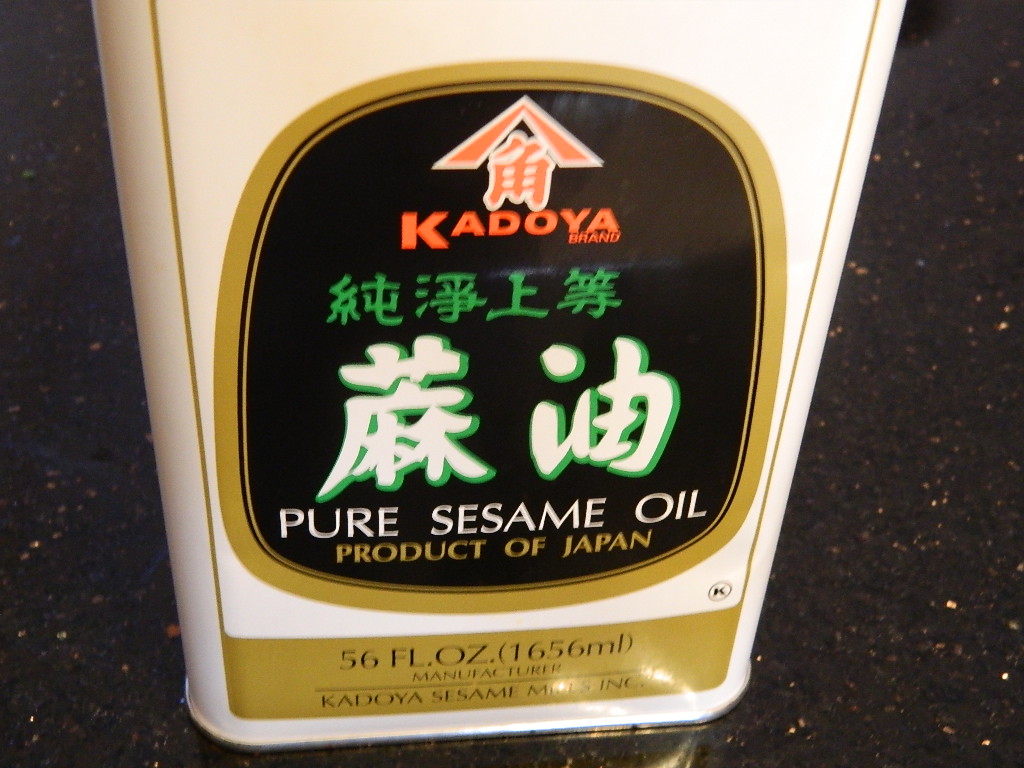 角
KADOYA
BRAND
純淨上等
蔴油
PURE SESAME OIL
PRODUCT OF JAPAN
K
56 FL.OZ.(1656ml)
MANUFACTURER
KADOYA SESAME MILLS INC.